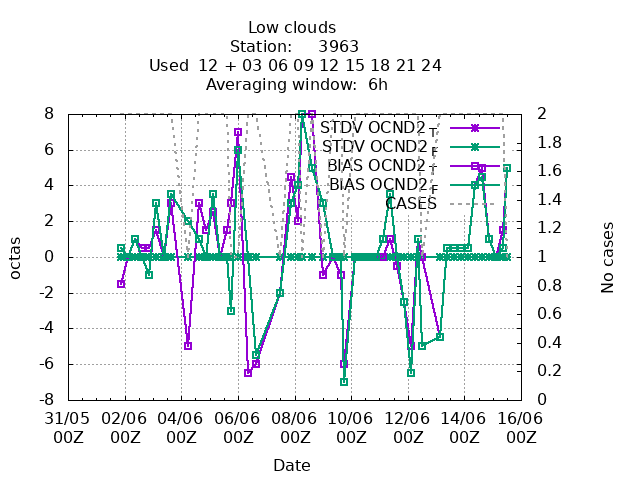 Low clouds
Station: 3963
Used 12 + 03 06 09 12 15 18 21 24
Averaging window: 6h
8 2
STDV OCND2_T
1.8
6 STDV OCND2_F
BIAS OCND2_T 1.6
4 BIAS OCND2_F
CASES 1.4
2 1.2
octas 0 1 No cases
-2 0.8
0.6
-4 0.4
-6 0.2
-8 0
31/05 02/06 04/06 06/06 08/06 10/06 12/06 14/06 16/06
00Z 00Z 00Z 00Z 00Z 00Z 00Z 00Z 00Z
Date